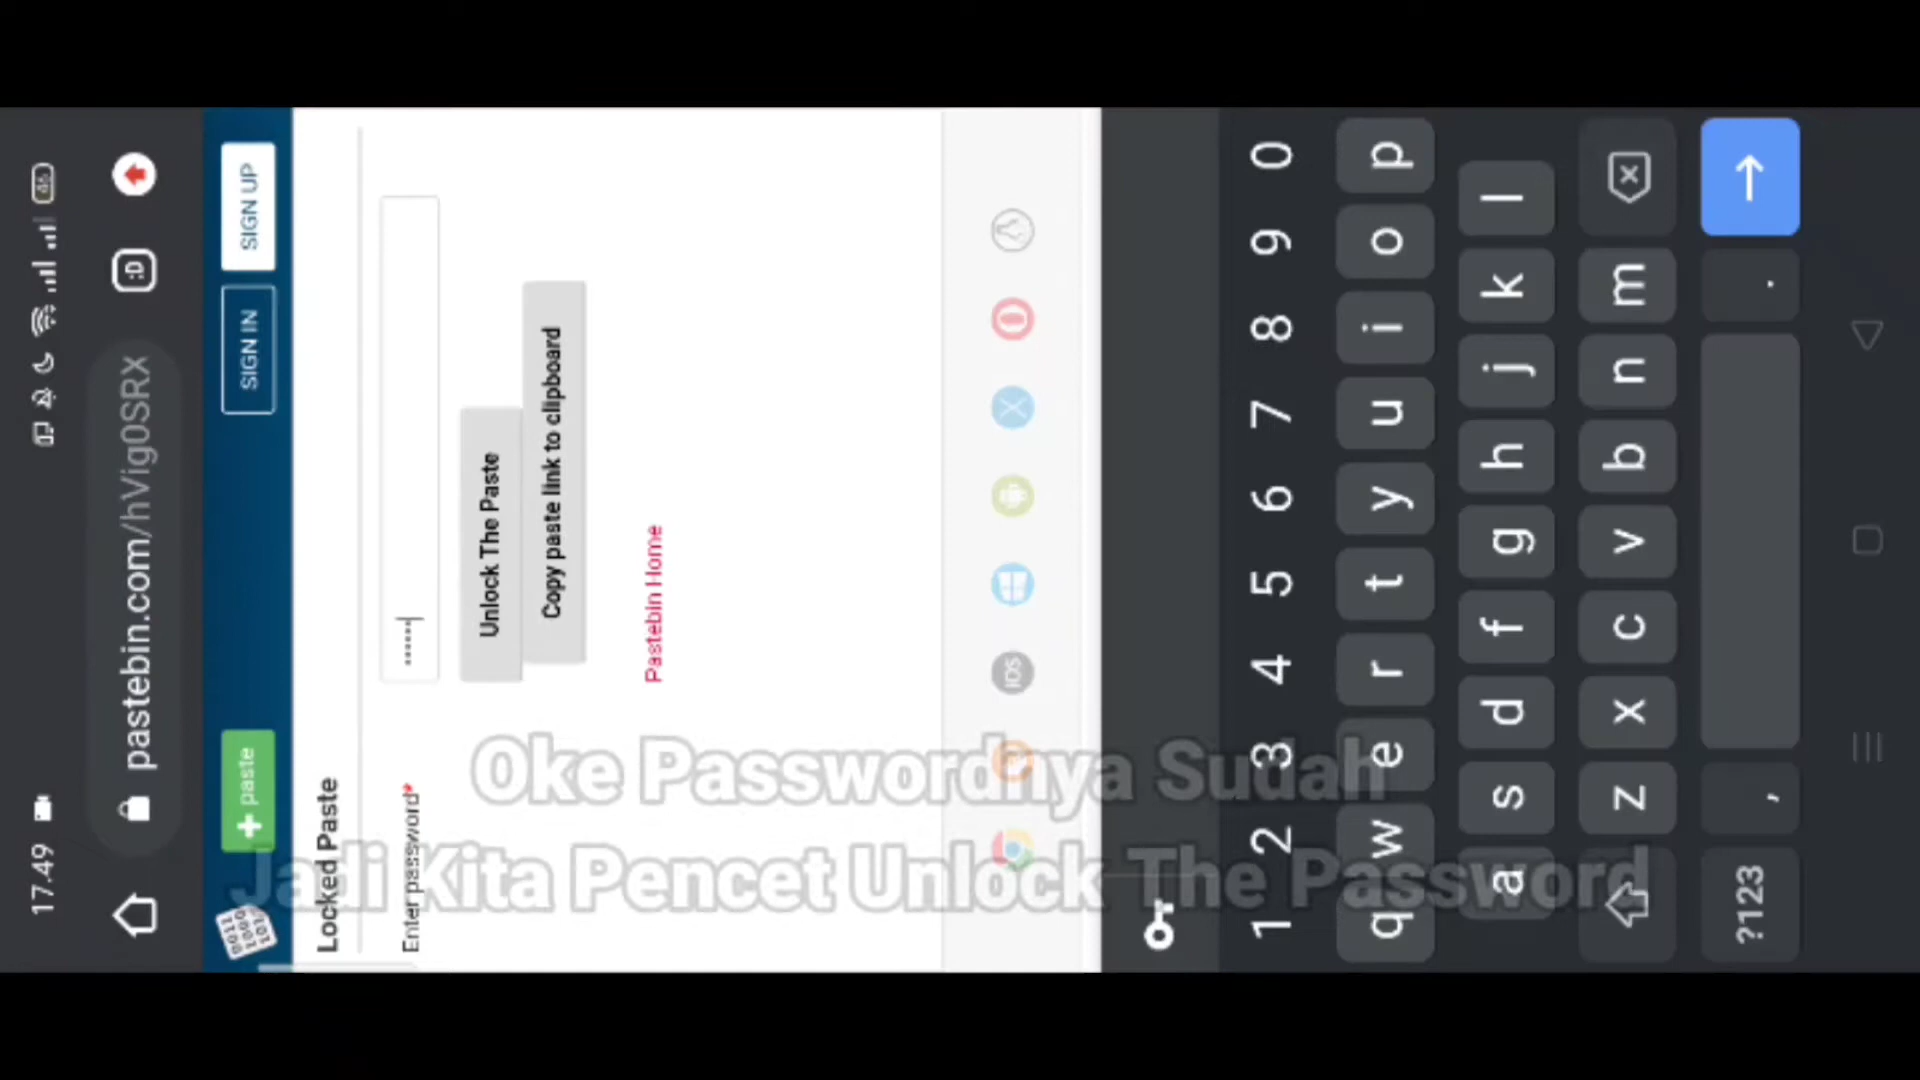 17.49
46
pastebin.com/hVig0SRX
:D
paste
SIGN IN
SIGN UP
Locked Paste
Enter password*
Unlock The Paste
Copy paste link to clipboard
Pastebin Home
iOS
Oke Passwordnya Sudah
Jadi Kita Pencet Unlock The Password
1 2 3 4 5 6 7 8 9 0
q w e r t y u i o p
a s d f g h j k l
z x c v b n m
?123 , .